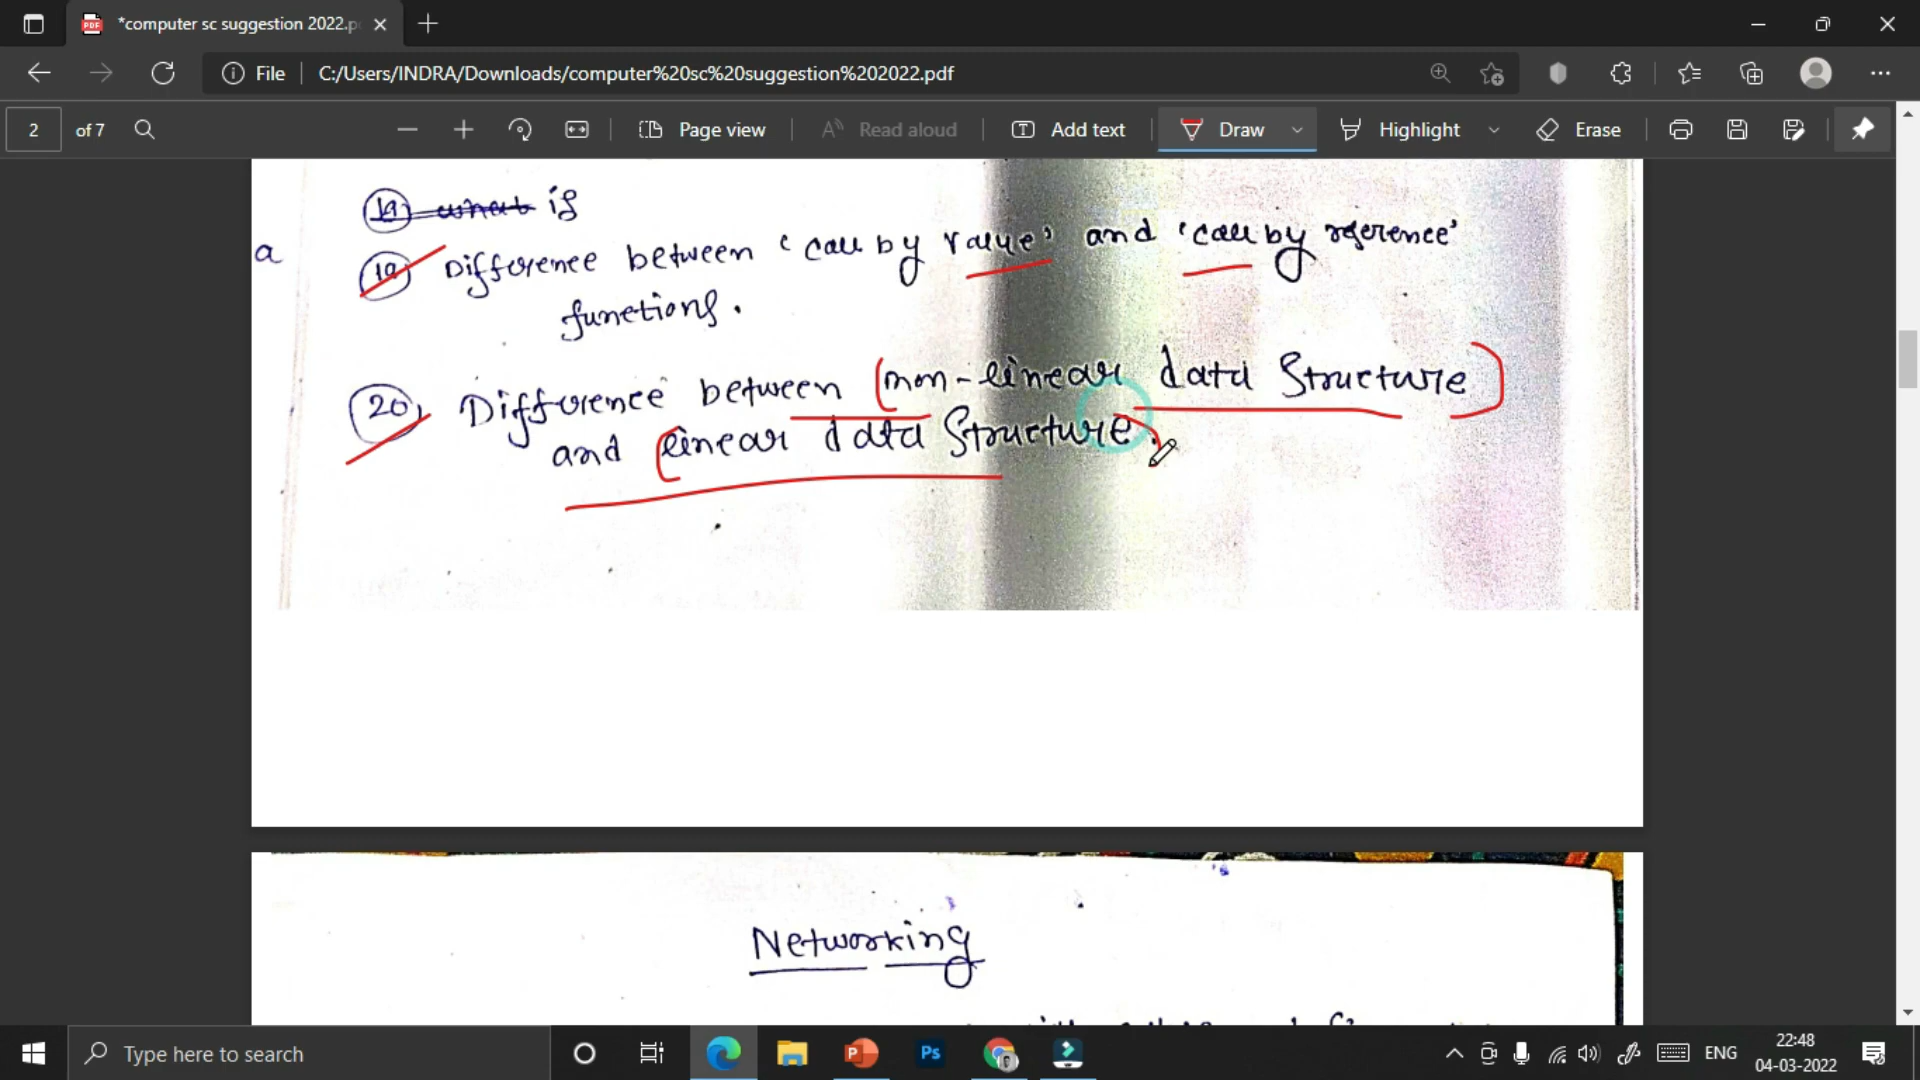 *computer sc suggestion 2022.p
File C:/Users/INDRA/Downloads/computer%20sc%20suggestion%202022.pdf
2 of 7 Page view Read aloud Add text Draw Highlight Erase
19 what is
a
19 Difference between 'call by value' and 'call by reference'
functions.
20, Difference between non-linear data structure
and linear data structure.
Networking
Type here to search
ENG
22:48
04-03-2022